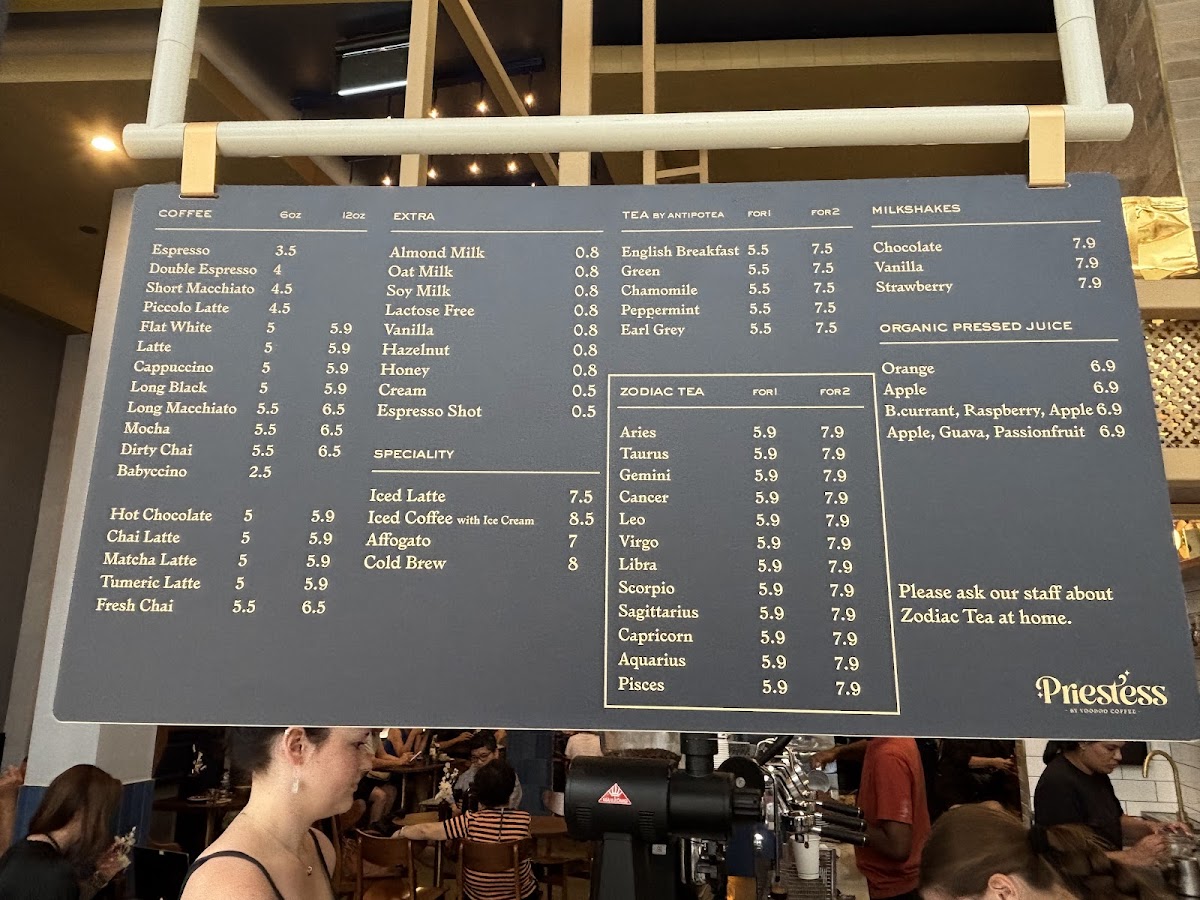 COFFEE 6oz 12oz
Espresso 3.5
Double Espresso 4
Short Macchiato 4.5
Piccolo Latte 4.5
Flat White 5 5.9
Latte 5 5.9
Cappuccino 5 5.9
Long Black 5 5.9
Long Macchiato 5.5 6.5
Mocha 5.5 6.5
Dirty Chai 5.5 6.5
Babyccino 2.5
Hot Chocolate 5 5.9
Chai Latte 5 5.9
Matcha Latte 5 5.9
Tumeric Latte 5 5.9
Fresh Chai 5.5 6.5
EXTRA
Almond Milk 0.8
Oat Milk 0.8
Soy Milk 0.8
Lactose Free 0.8
Vanilla 0.8
Hazelnut 0.8
Honey 0.8
Cream 0.5
Espresso Shot 0.5
SPECIALITY
Iced Latte 7.5
Iced Coffee with Ice Cream 8.5
Affogato 7
Cold Brew 8
TEA BY ANTIPOTEA FOR1 FOR2
English Breakfast 5.5 7.5
Green 5.5 7.5
Chamomile 5.5 7.5
Peppermint 5.5 7.5
Earl Grey 5.5 7.5
ZODIAC TEA FOR1 FOR2
Aries 5.9 7.9
Taurus 5.9 7.9
Gemini 5.9 7.9
Cancer 5.9 7.9
Leo 5.9 7.9
Virgo 5.9 7.9
Libra 5.9 7.9
Scorpio 5.9 7.9
Sagittarius 5.9 7.9
Capricorn 5.9 7.9
Aquarius 5.9 7.9
Pisces 5.9 7.9
MILKSHAKES
Chocolate 7.9
Vanilla 7.9
Strawberry 7.9
ORGANIC PRESSED JUICE
Orange 6.9
Apple 6.9
B.currant, Raspberry, Apple 6.9
Apple, Guava, Passionfruit 6.9
Please ask our staff about
Zodiac Tea at home.
Priestess
- BY VOODOO COFFEE -